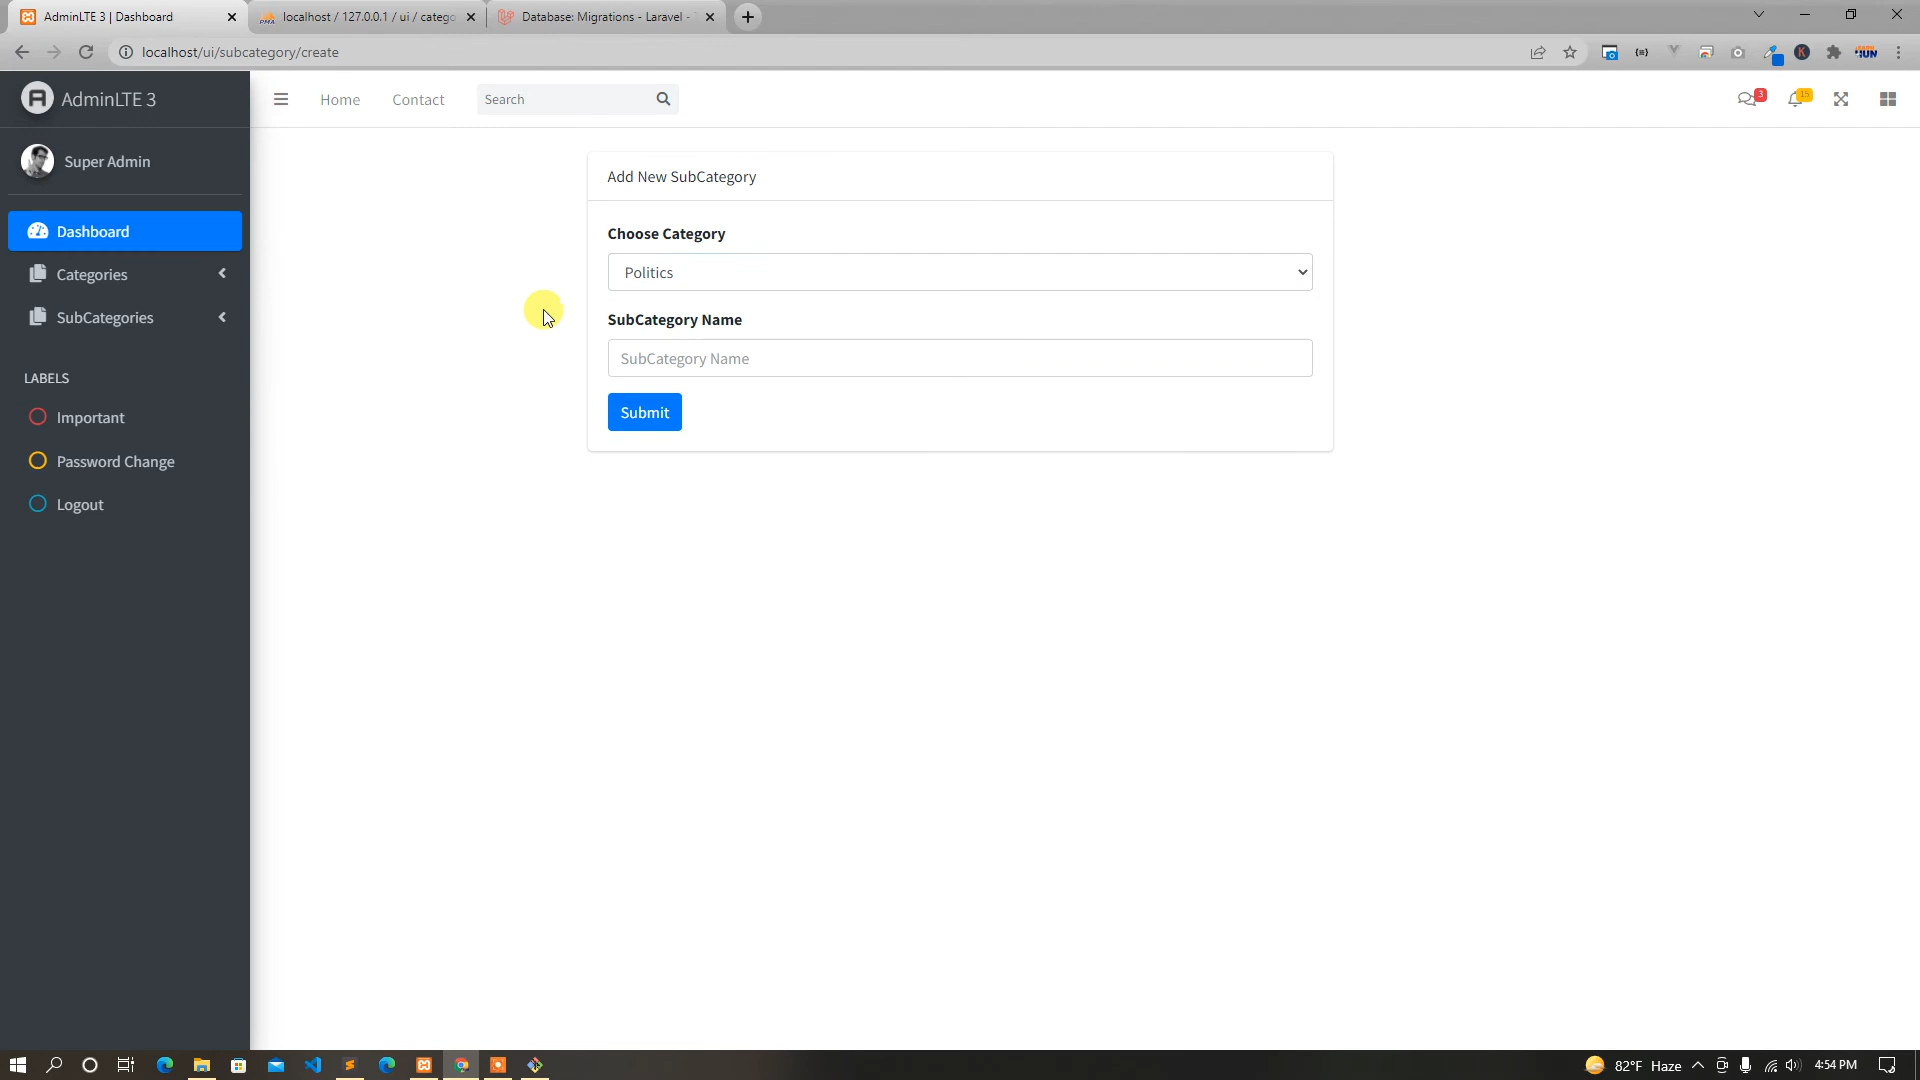 AdminLTE 3 | Dashboard
localhost / 127.0.0.1 / ui / catego
Database: Migrations - Laravel -
localhost/ui/subcategory/create
AdminLTE 3
Home
Contact
Search
3
15
Super Admin
Dashboard
Categories
SubCategories
LABELS
Important
Password Change
Logout
Add New SubCategory
Choose Category
Politics
SubCategory Name
SubCategory Name
Submit
82°F Haze
4:54 PM